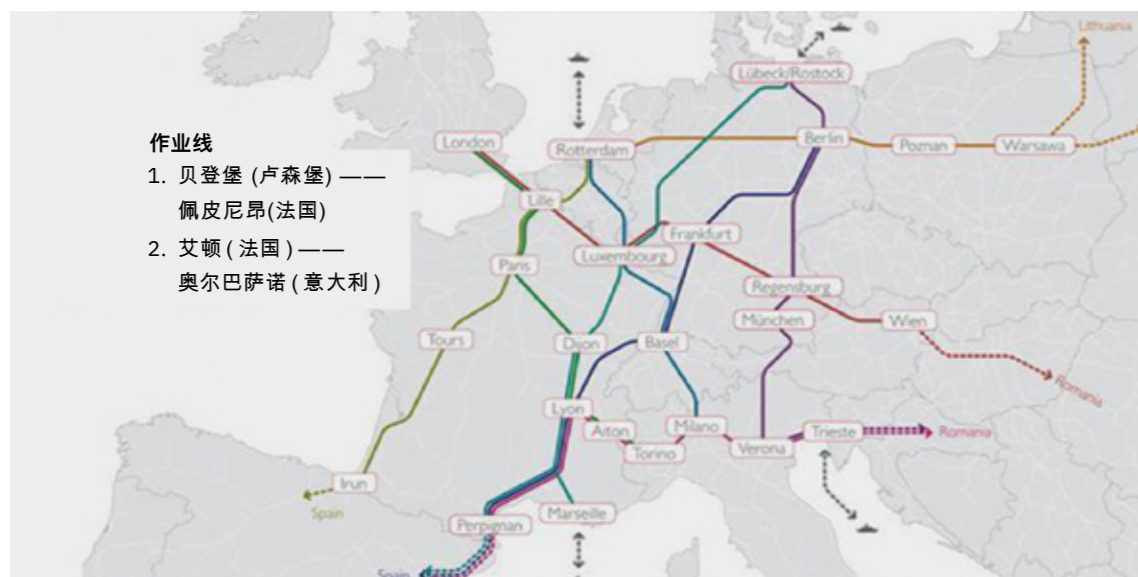 作业线
1. 贝登堡 (卢森堡) ——
佩皮尼昂(法国)
2. 艾顿 ( 法国 ) ——
奥尔巴萨诺 ( 意大利 )
Lithuania
Lübeck/Rostock
London
Rotterdam
Berlin
Poznan
Warsawa
Lille
Frankfurt
Luxembourg
Paris
Regensburg
München
Wien
Tours
Dijon
Basel
Romania
Lyon
Aiton
Milano
Trieste
Romania
Torino
Verona
Irun
Spain
Perpignan
Marseille
Spain